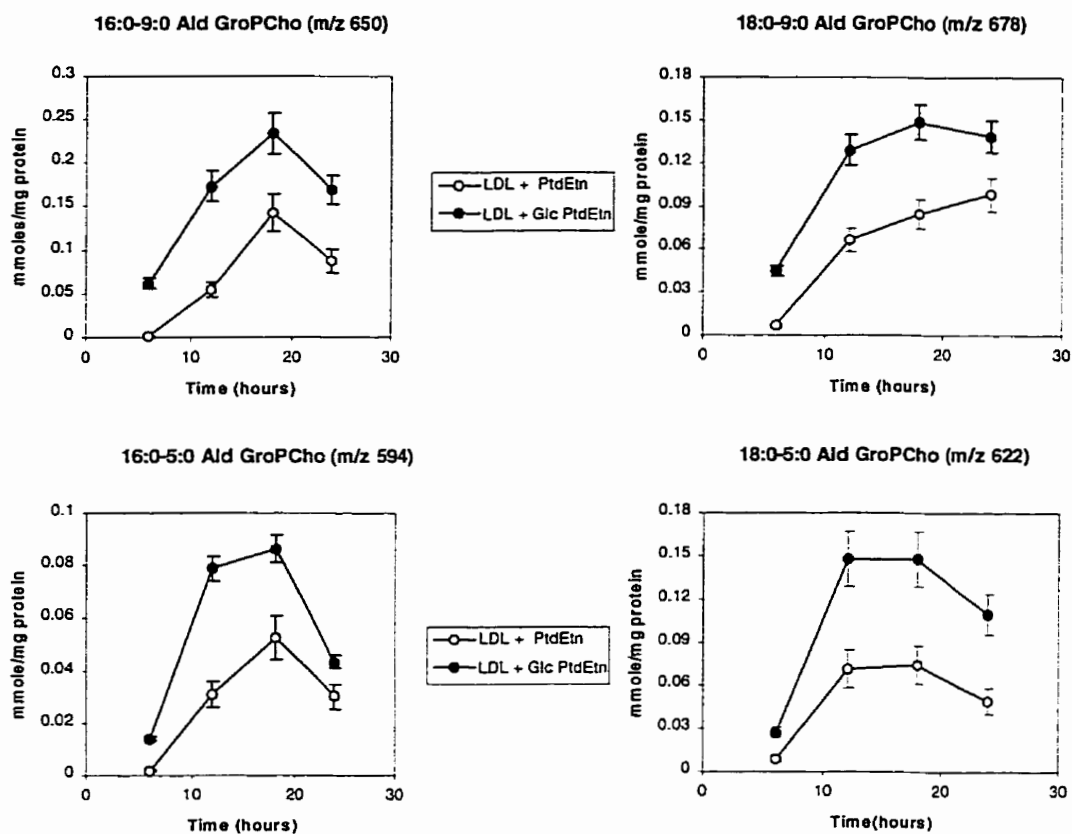 16:0-9:0 Ald GroPCho (m/z 650)
0.3
0.25
0.2
0.15
0.1
0.05
0
mmoles/mg protein
0
10
20
30
Time (hours)
LDL + PtdEtn
LDL + Glc PtdEtn
18:0-9:0 Ald GroPCho (m/z 678)
0.18
0.15
0.12
0.09
0.06
0.03
0
mmole/mg protein
0
10
20
30
Time (hours)
16:0-5:0 Ald GroPCho (m/z 594)
0.1
0.08
0.06
0.04
0.02
0
mmole/mg protein
0
10
20
30
Time (hours)
LDL + PtdEtn
LDL + Glc PtdEtn
18:0-5:0 Ald GroPCho (m/z 622)
0.18
0.15
0.12
0.09
0.06
0.03
0
mmole/mg protein
0
10
20
30
Time(hours)